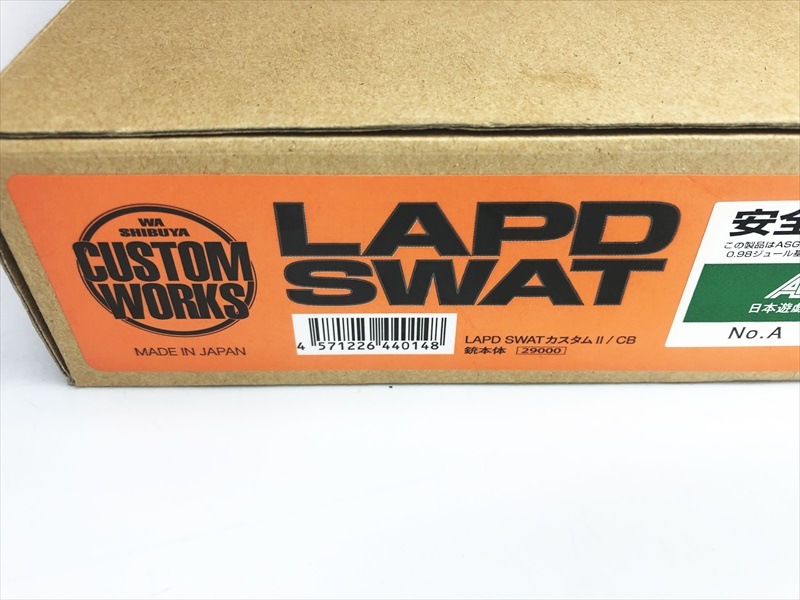 WA
SHIBUYA
CUSTOM
WORKS
MADE IN JAPAN
LAPD
SWAT
4 571226 440148
LAPD SWATカスタムII/CB
銃本体 29000
安全
この製品はASG
0.98ジュール基
日本遊戯
No.A